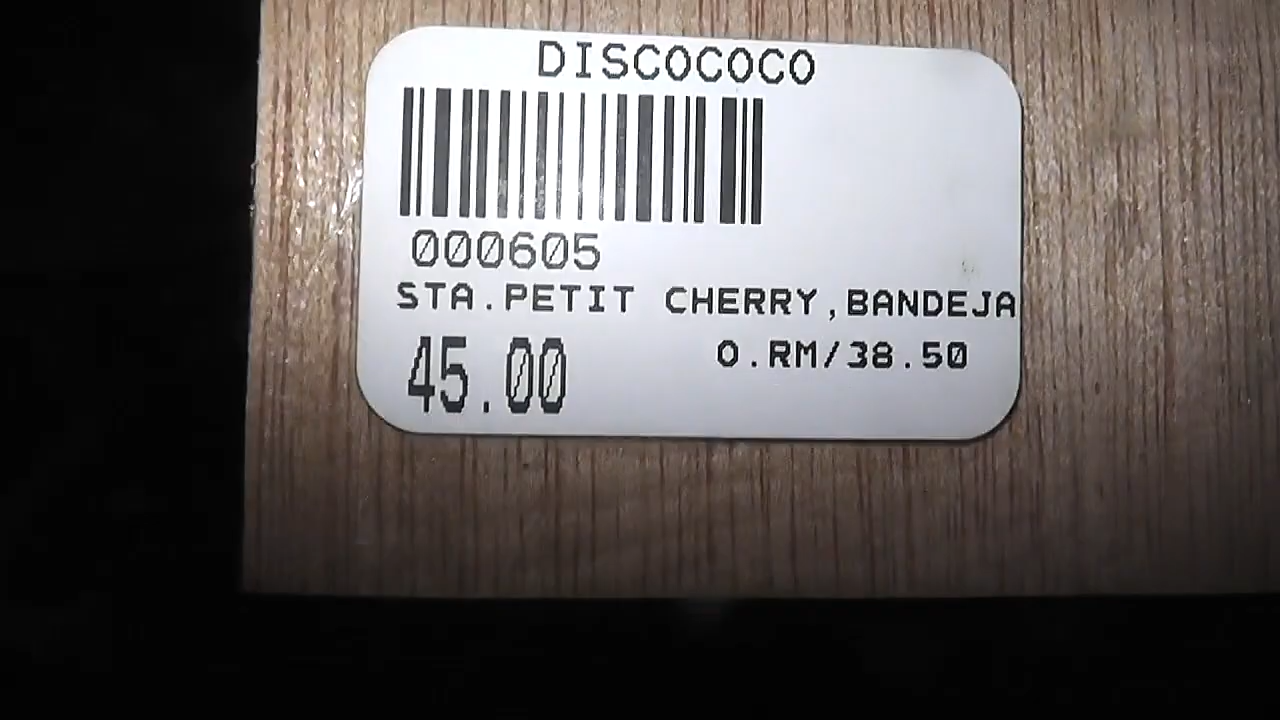 DISCOCOCO
000605
STA.PETIT CHERRY,BANDEJA
45.00
O.RM/38.50